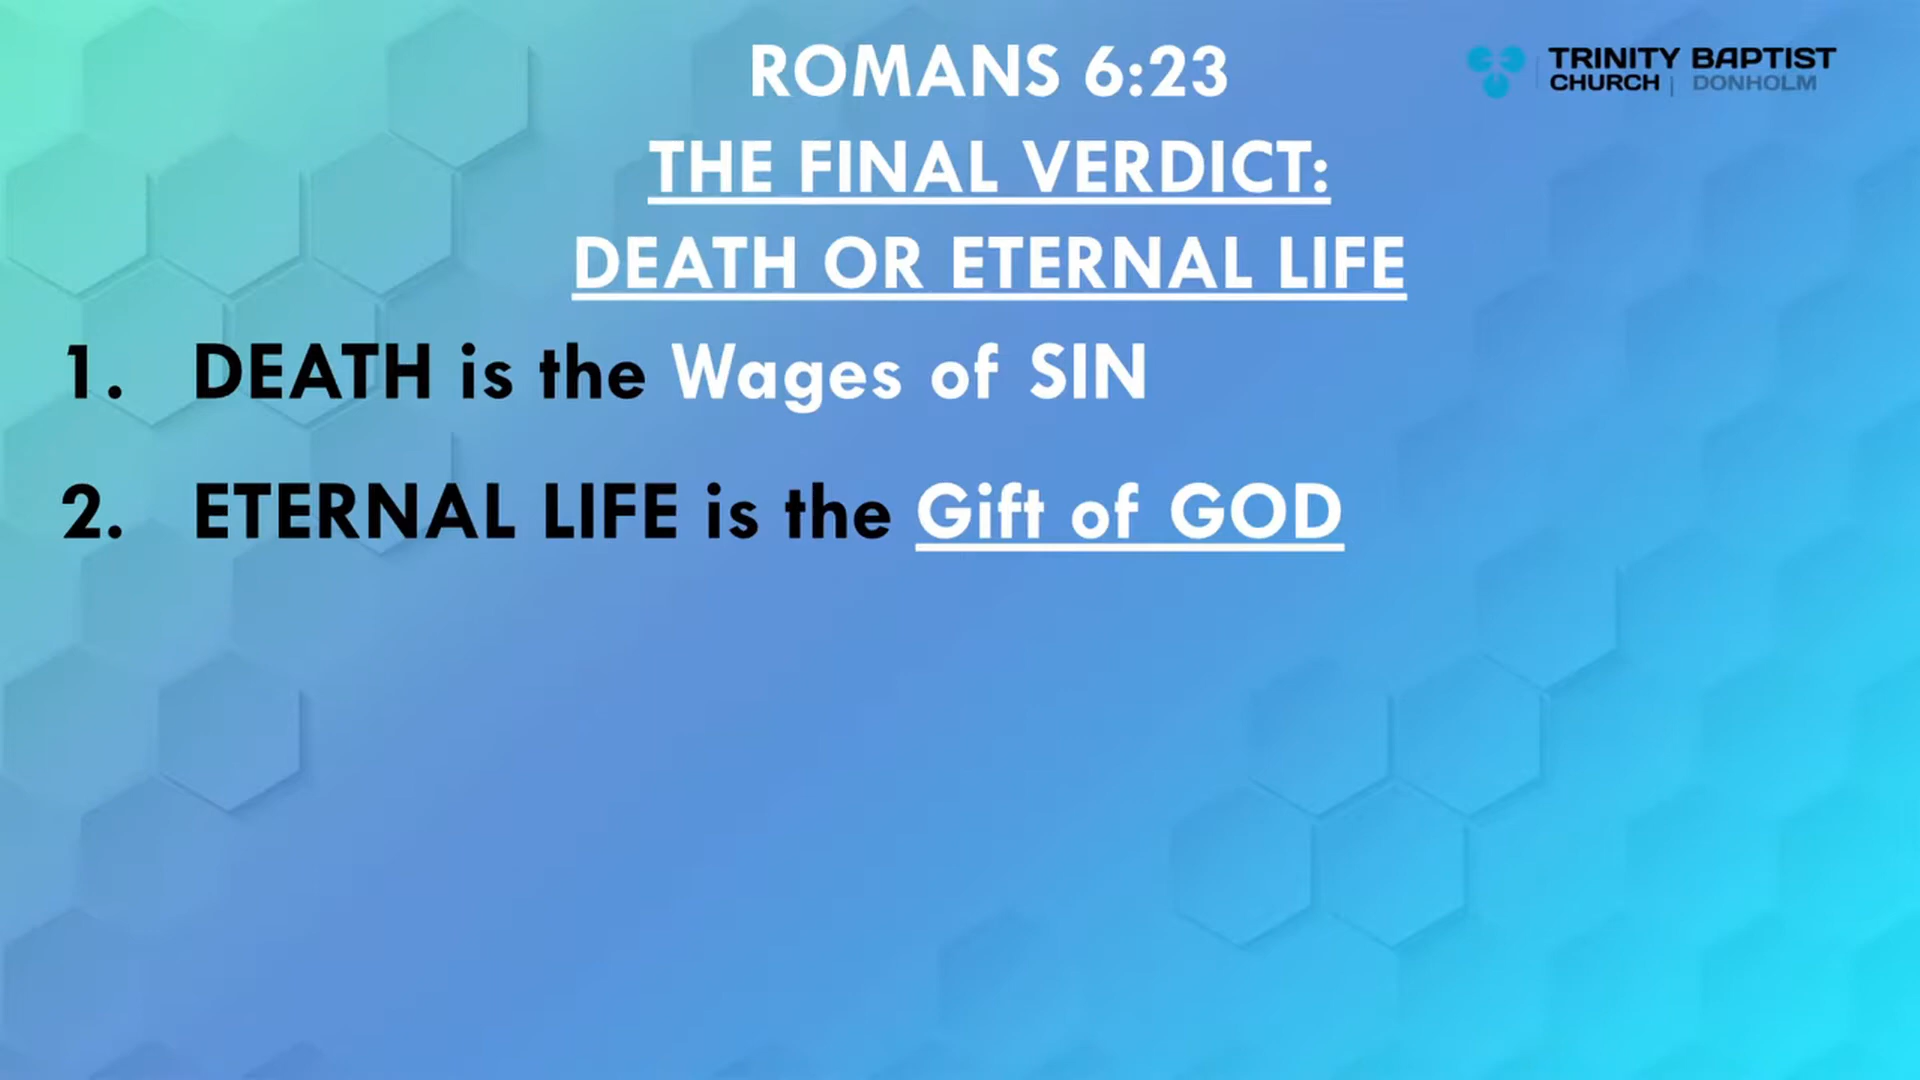 ROMANS 6:23
THE FINAL VERDICT:
DEATH OR ETERNAL LIFE
TRINITY BAPTIST
CHURCH | DONHOLM
1. DEATH is the Wages of SIN
2. ETERNAL LIFE is the Gift of GOD